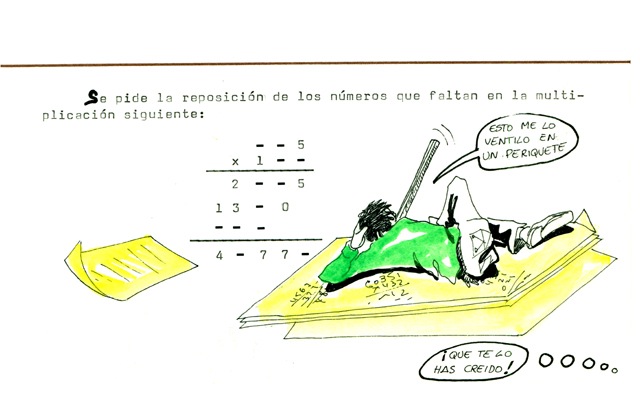 Se pide la reposición de los números que faltan en la multi-
plicación siguiente:
ESTO ME LO
VENTILO EN
UN PERIQUETE
- - 5
x 1 - -
2 - - 5
1 3 - 0
- - -
4 - 7 7 -
¡QUE TE LO
HAS CREIDO!